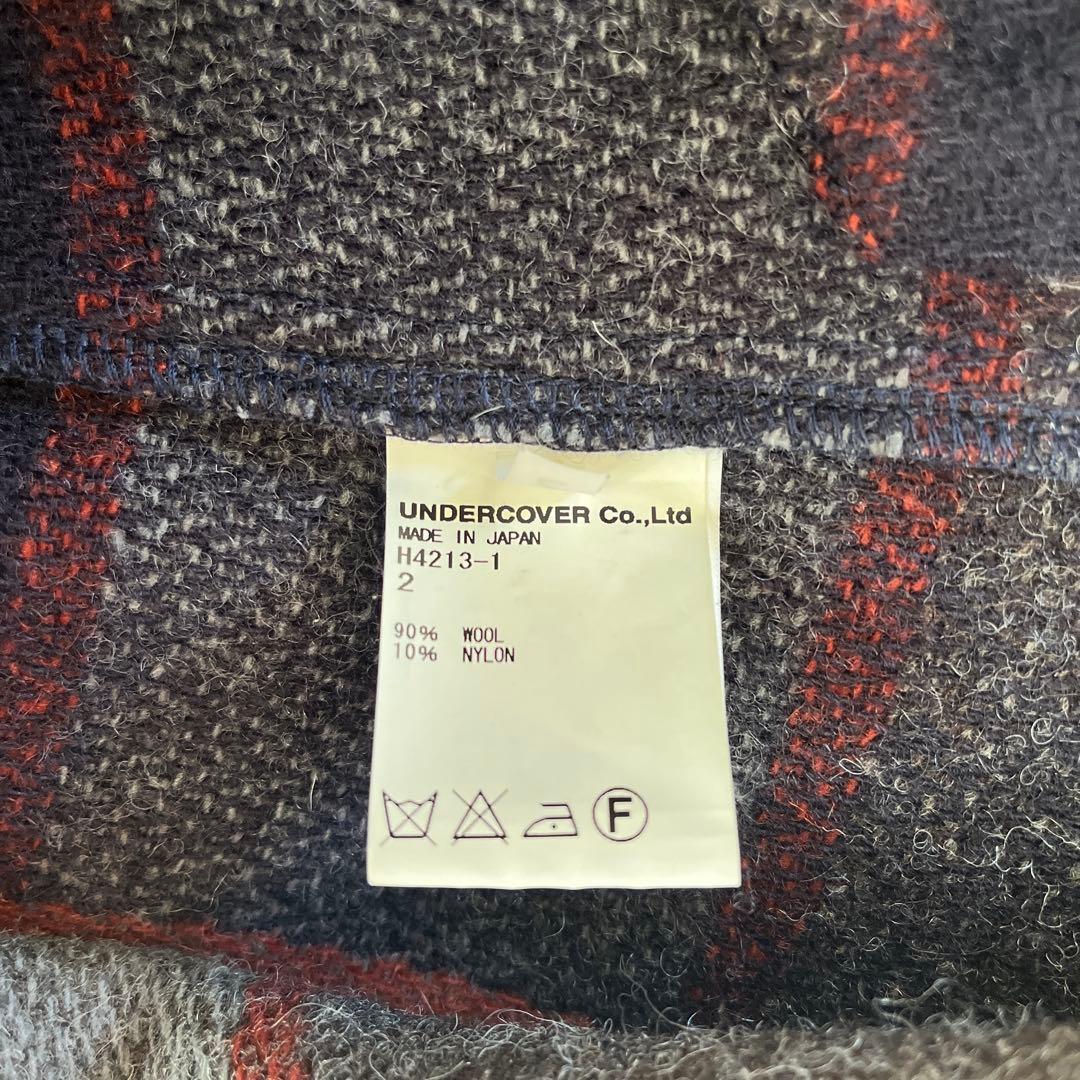 UNDERCOVER Co.,Ltd
MADE IN JAPAN
H4213-1
2
90% WOOL
10% NYLON
F